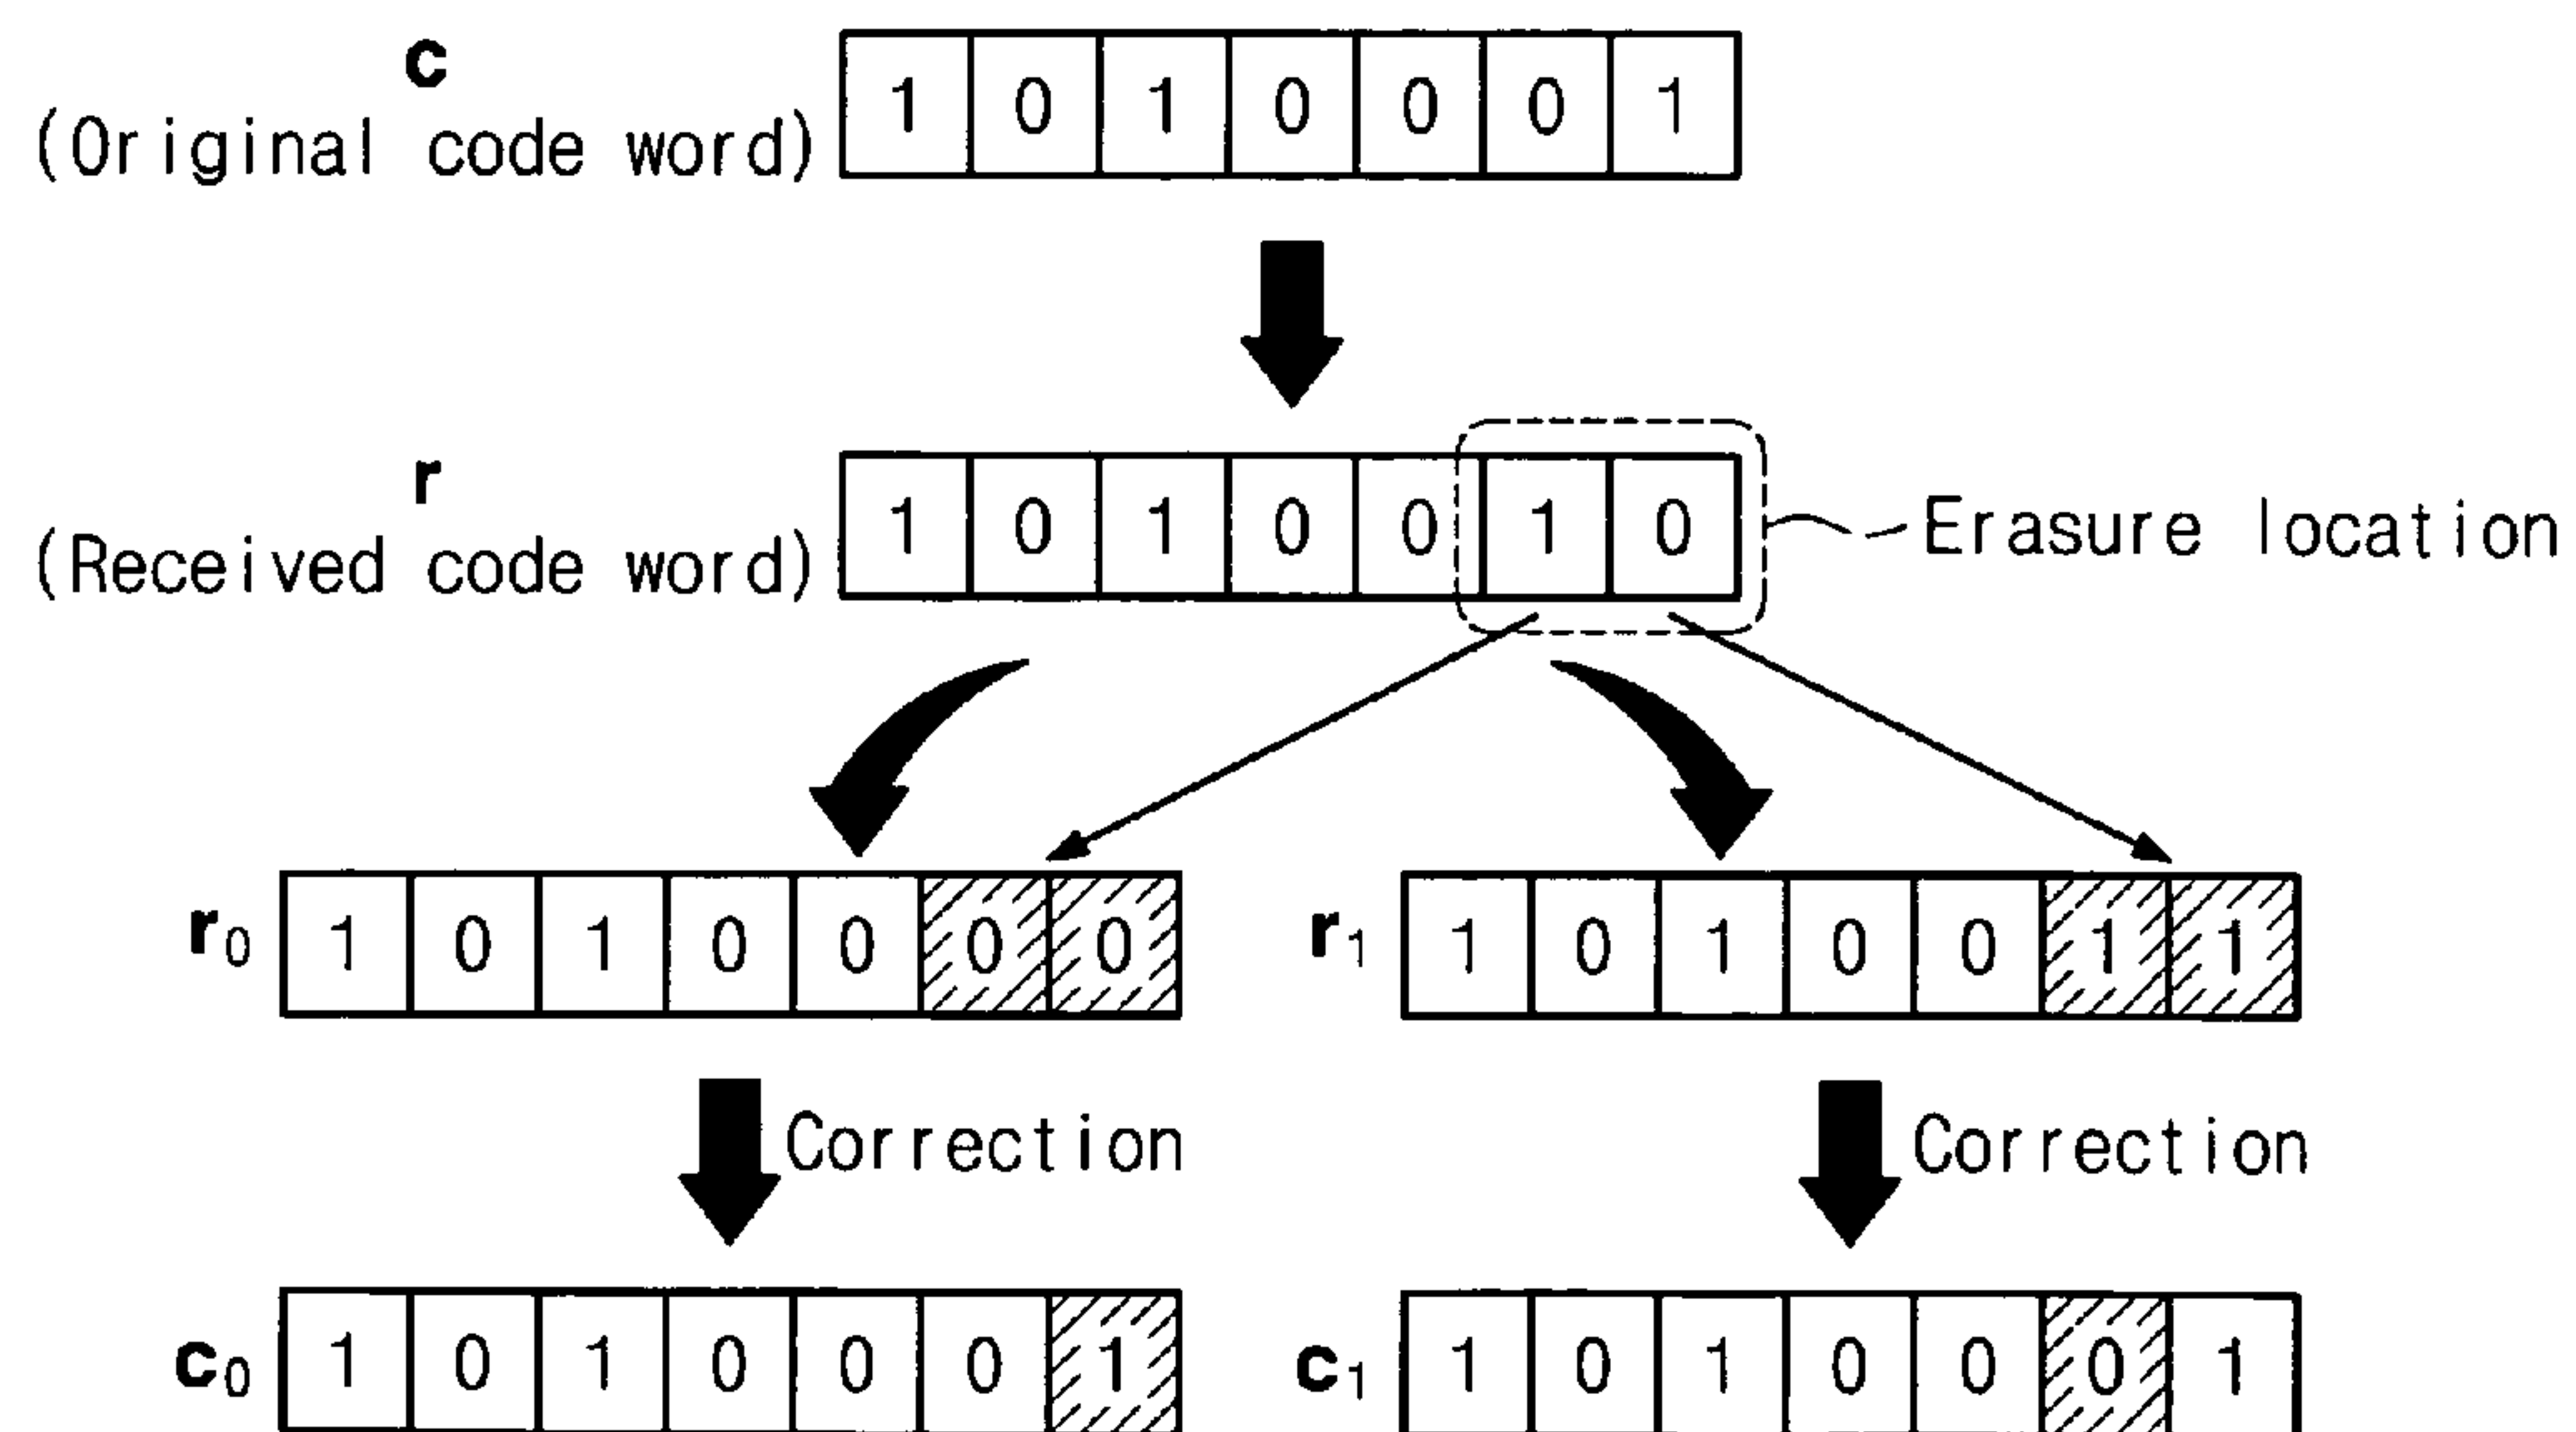 c 1 0 1 0 0 0 1
(Original code word)
r 1 0 1 0 0 1 0
(Received code word)
Erasure location
r0 1 0 1 0 0 0 0
r1 1 0 1 0 0 1 1
Correction
Correction
c0 1 0 1 0 0 0 1
c1 1 0 1 0 0 0 1